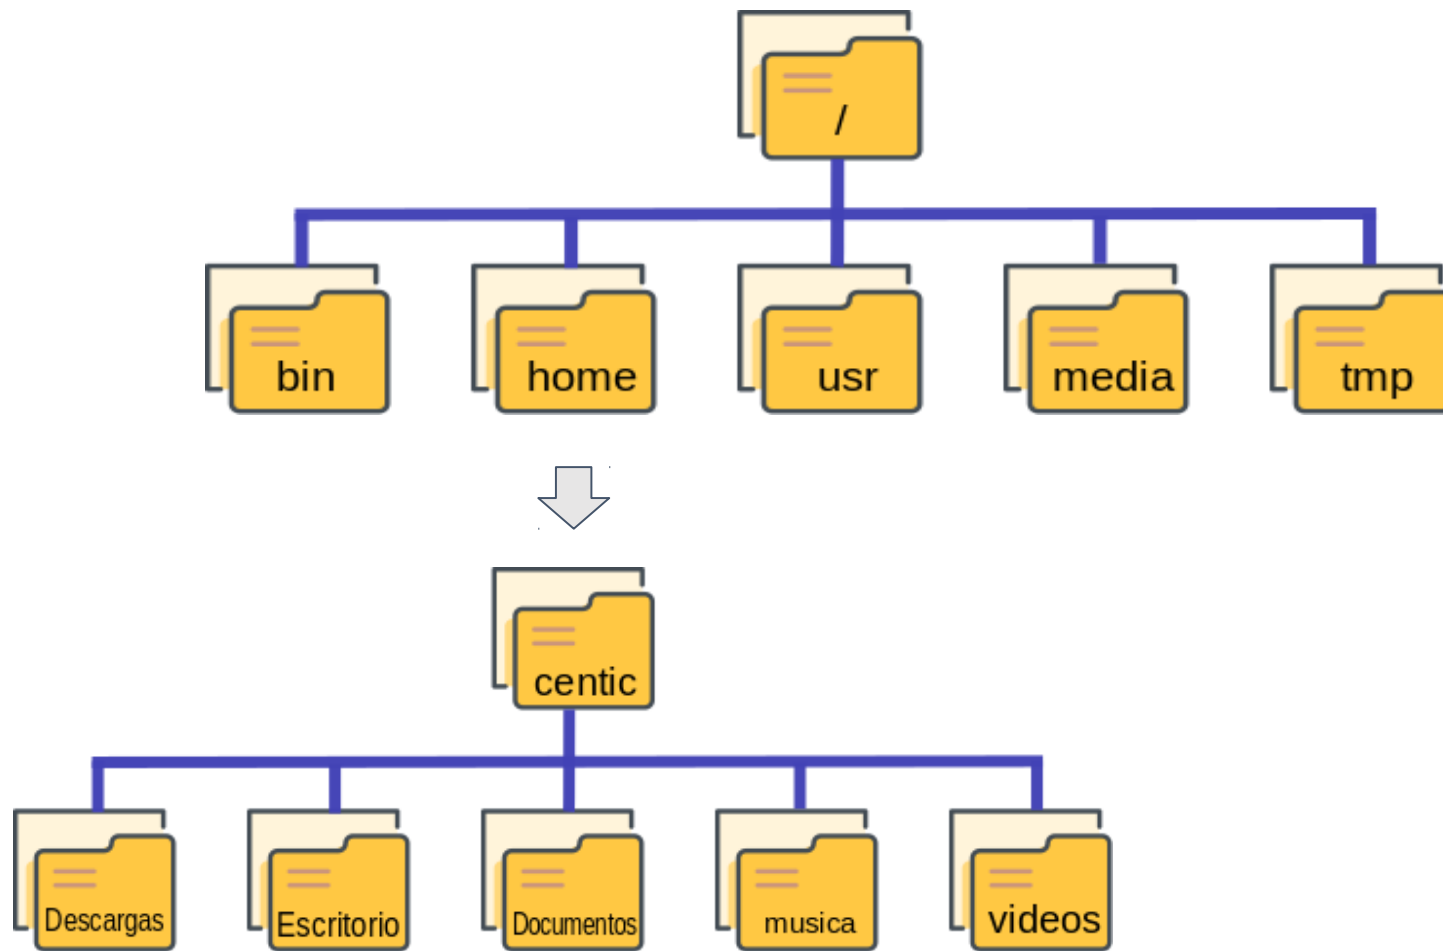 /
bin
home
usr
media
tmp
centic
Descargas
Escritorio
Documentos
musica
videos